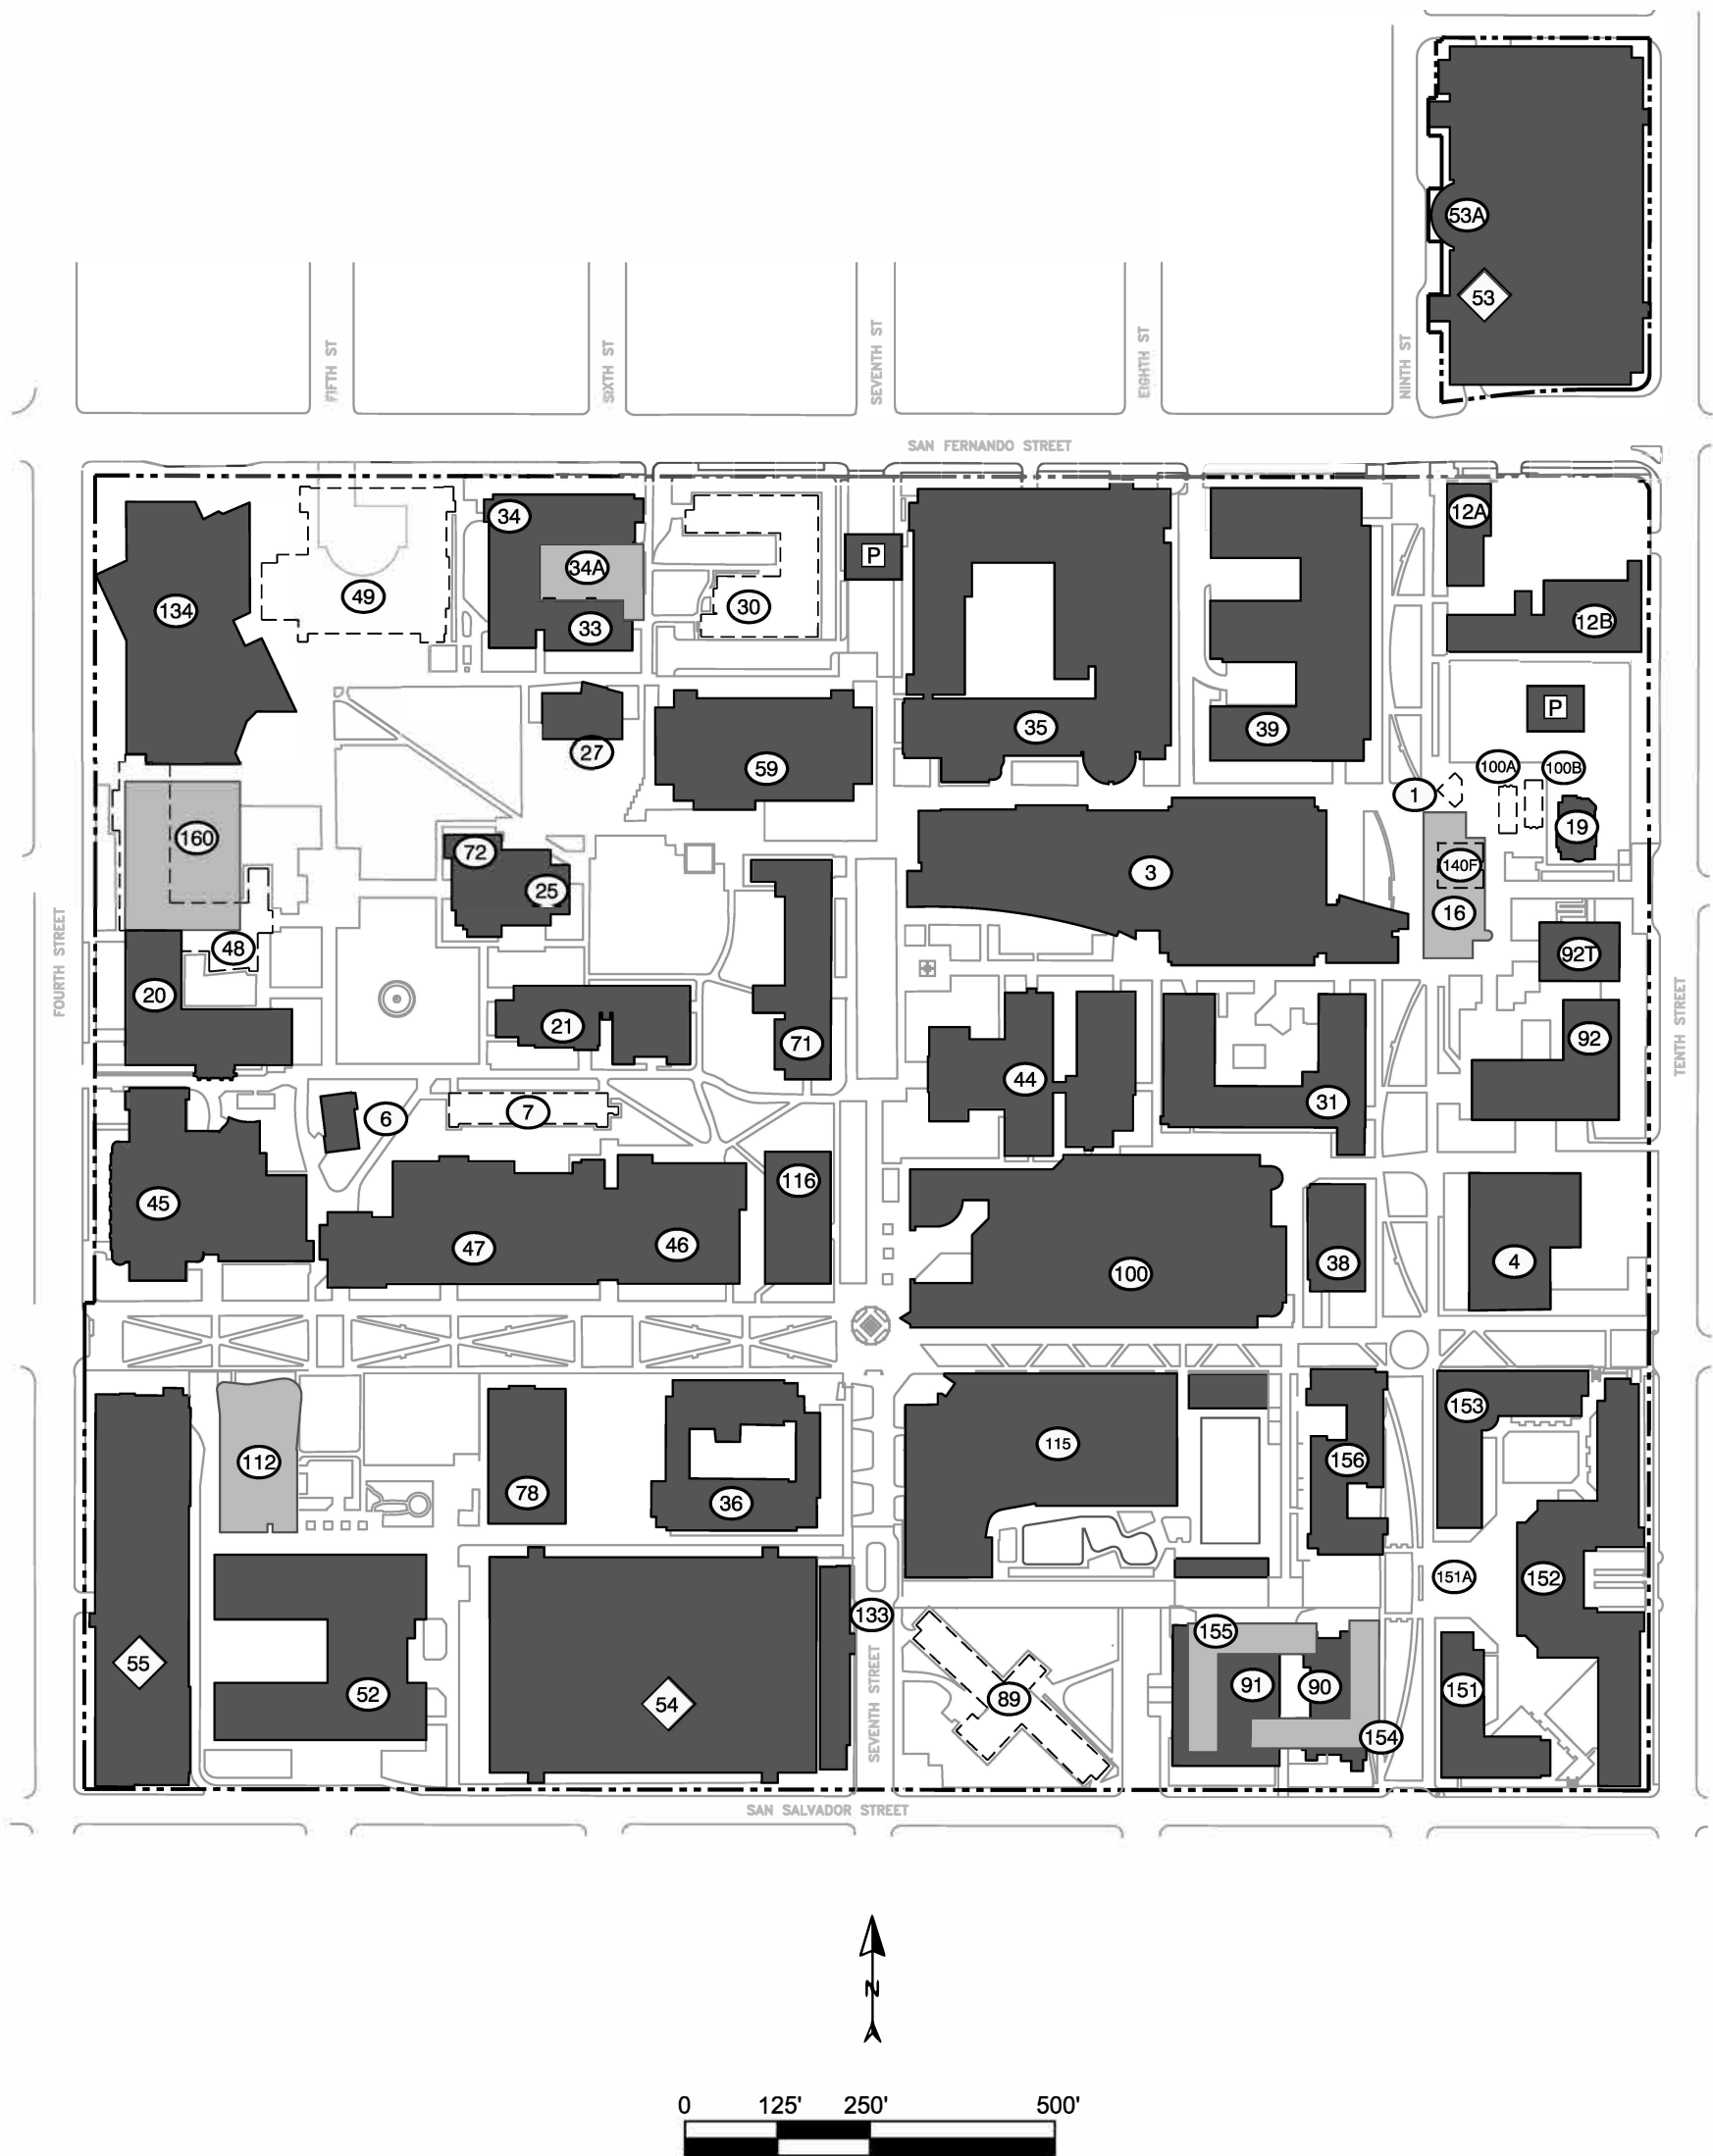 53A
53
FIFTH ST
SIXTH ST
SEVENTH ST
EIGHTH ST
NINTH ST
SAN FERNANDO STREET
34
12A
P
34A
49
30
134
33
12B
P
35
39
27
59
100A
100B
1
19
160
72
3
140F
25
16
48
92T
FOURTH STREET
20
21
71
92
TENTH STREET
44
31
6
7
116
45
47
46
100
38
4
153
112
115
156
78
36
151A
152
133
155
55
52
54
89
91
90
151
SEVENTH STREET
154
SAN SALVADOR STREET
N
0 125' 250' 500'